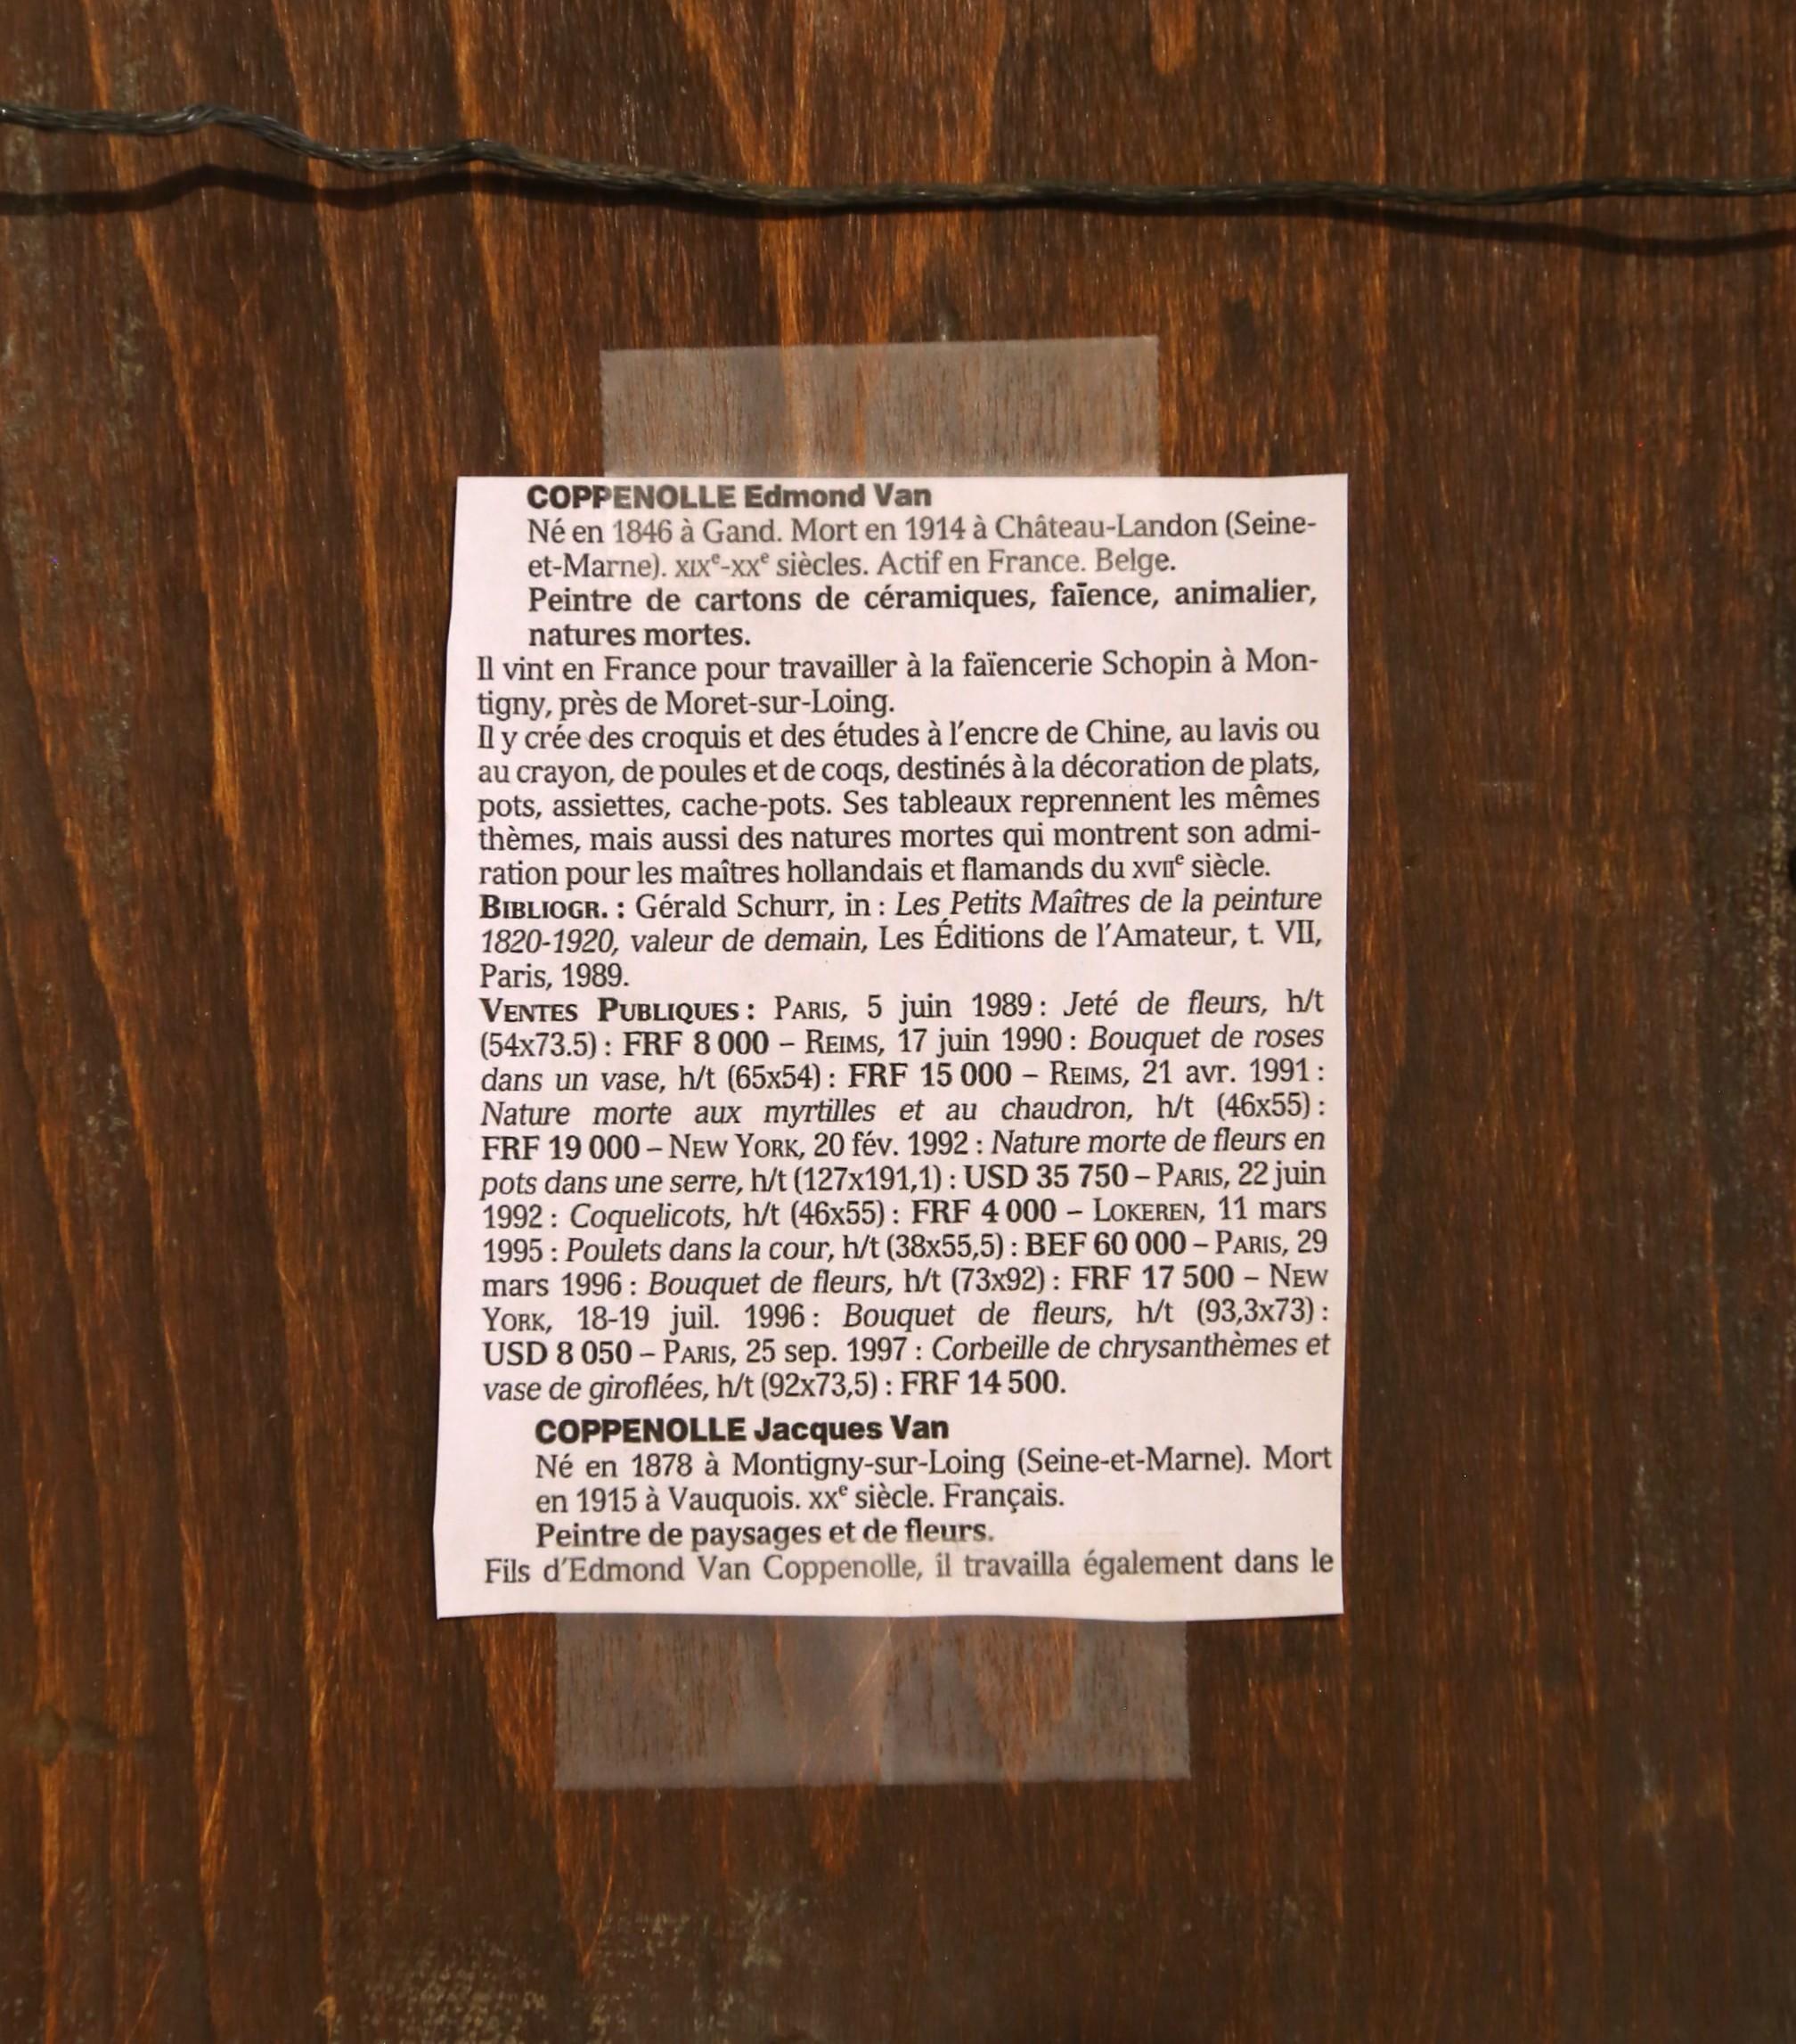 COPPENOLLE Edmond Van
Né en 1846 à Gand. Mort en 1914 à Château-Landon (Seine-
et-Marne). XIXe-XXe siècles. Actif en France. Belge.
Peintre de cartons de céramiques, faïence, animalier,
natures mortes.
Il vint en France pour travailler à la faïencerie Schopin à Mon-
tigny, près de Moret-sur-Loing.
Il y crée des croquis et des études à l'encre de Chine, au lavis ou
au crayon, de poules et de coqs, destinés à la décoration de plats,
pots, assiettes, cache-pots. Ses tableaux reprennent les mêmes
thèmes, mais aussi des natures mortes qui montrent son admi-
ration pour les maîtres hollandais et flamands du XVIIe siècle.
BIBLIOGR. : Gérald Schurr, in : Les Petits Maîtres de la peinture
1820-1920, valeur de demain, Les Éditions de l'Amateur, t. VII,
Paris, 1989.
VENTES PUBLIQUES : PARIS, 5 juin 1989 : Jeté de fleurs, h/t
(54x73.5) : FRF 8 000 – REIMS, 17 juin 1990 : Bouquet de roses
dans un vase, h/t (65x54) : FRF 15 000 – REIMS, 21 avr. 1991 :
Nature morte aux myrtilles et au chaudron, h/t (46x55) :
FRF 19 000 – NEW YORK, 20 fév. 1992 : Nature morte de fleurs en
pots dans une serre, h/t (127x191,1) : USD 35 750 – PARIS, 22 juin
1992 : Coquelicots, h/t (46x55) : FRF 4 000 – LOKEREN, 11 mars
1995 : Poulets dans la cour, h/t (38x55,5) : BEF 60 000 – PARIS, 29
mars 1996 : Bouquet de fleurs, h/t (73x92) : FRF 17 500 – NEW
YORK, 18-19 juil. 1996 : Bouquet de fleurs, h/t (93,3x73) :
USD 8 050 – PARIS, 25 sep. 1997 : Corbeille de chrysanthèmes et
vase de giroflées, h/t (92x73,5) : FRF 14 500.
COPPENOLLE Jacques Van
Né en 1878 à Montigny-sur-Loing (Seine-et-Marne). Mort
en 1915 à Vauquois. XXe siècle. Français.
Peintre de paysages et de fleurs.
Fils d'Edmond Van Coppenolle, il travailla également dans le